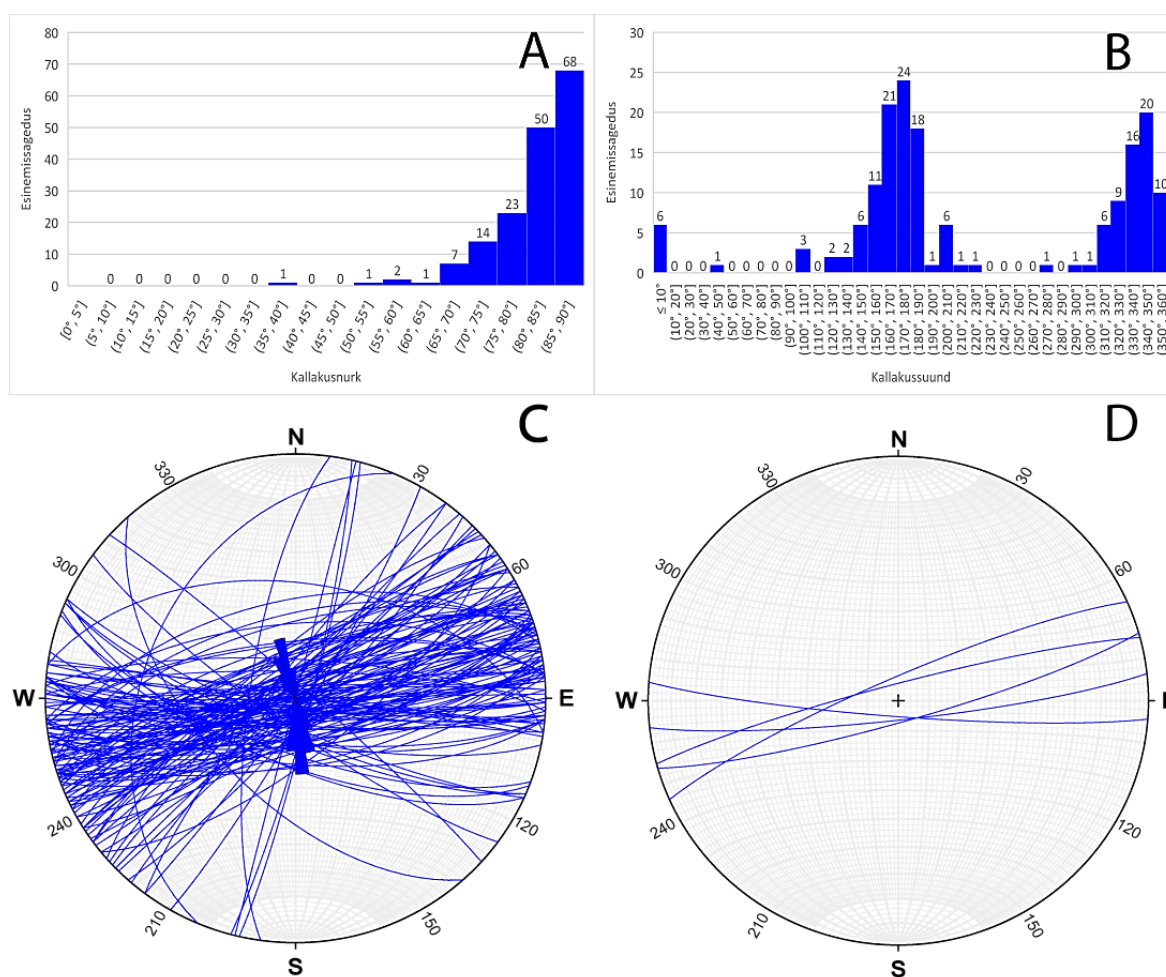 A
80
70
60
50
40
30
20
10
0
Esinemissagedus
0 0 0 0 0 0 1 0 0 1 2 1 7 14 23 50 68
[0°, 5°] (5°, 10°] (10°, 15°] (15°, 20°] (20°, 25°] (25°, 30°] (30°, 35°] (35°, 40°] (40°, 45°] (45°, 50°] (50°, 55°] (55°, 60°] (60°, 65°] (65°, 70°] (70°, 75°] (75°, 80°] (80°, 85°] (85°, 90°]
Kallakusnurk
B
30
25
20
15
10
5
0
Esinemissagedus
6 0 0 0 1 0 0 0 0 0 3 0 2 2 6 11 21 24 18 1 6 1 1 0 0 0 0 0 1 0 1 1 6 9 16 20 10
≤ 10° (10°, 20°] (20°, 30°] (30°, 40°] (40°, 50°] (50°, 60°] (60°, 70°] (70°, 80°] (80°, 90°] (90°, 100°] (100°, 110°] (110°, 120°] (120°, 130°] (130°, 140°] (140°, 150°] (150°, 160°] (160°, 170°] (170°, 180°] (180°, 190°] (190°, 200°] (200°, 210°] (210°, 220°] (220°, 230°] (230°, 240°] (240°, 250°] (250°, 260°] (260°, 270°] (270°, 280°] (280°, 290°] (290°, 300°] (300°, 310°] (310°, 320°] (320°, 330°] (330°, 340°] (340°, 350°] (350°, 360°]
Kallakussuund
C
N
330 30
300 60
W E
240 120
210 150
S
D
N
330 30
300 60
W
240 120
210 150
S